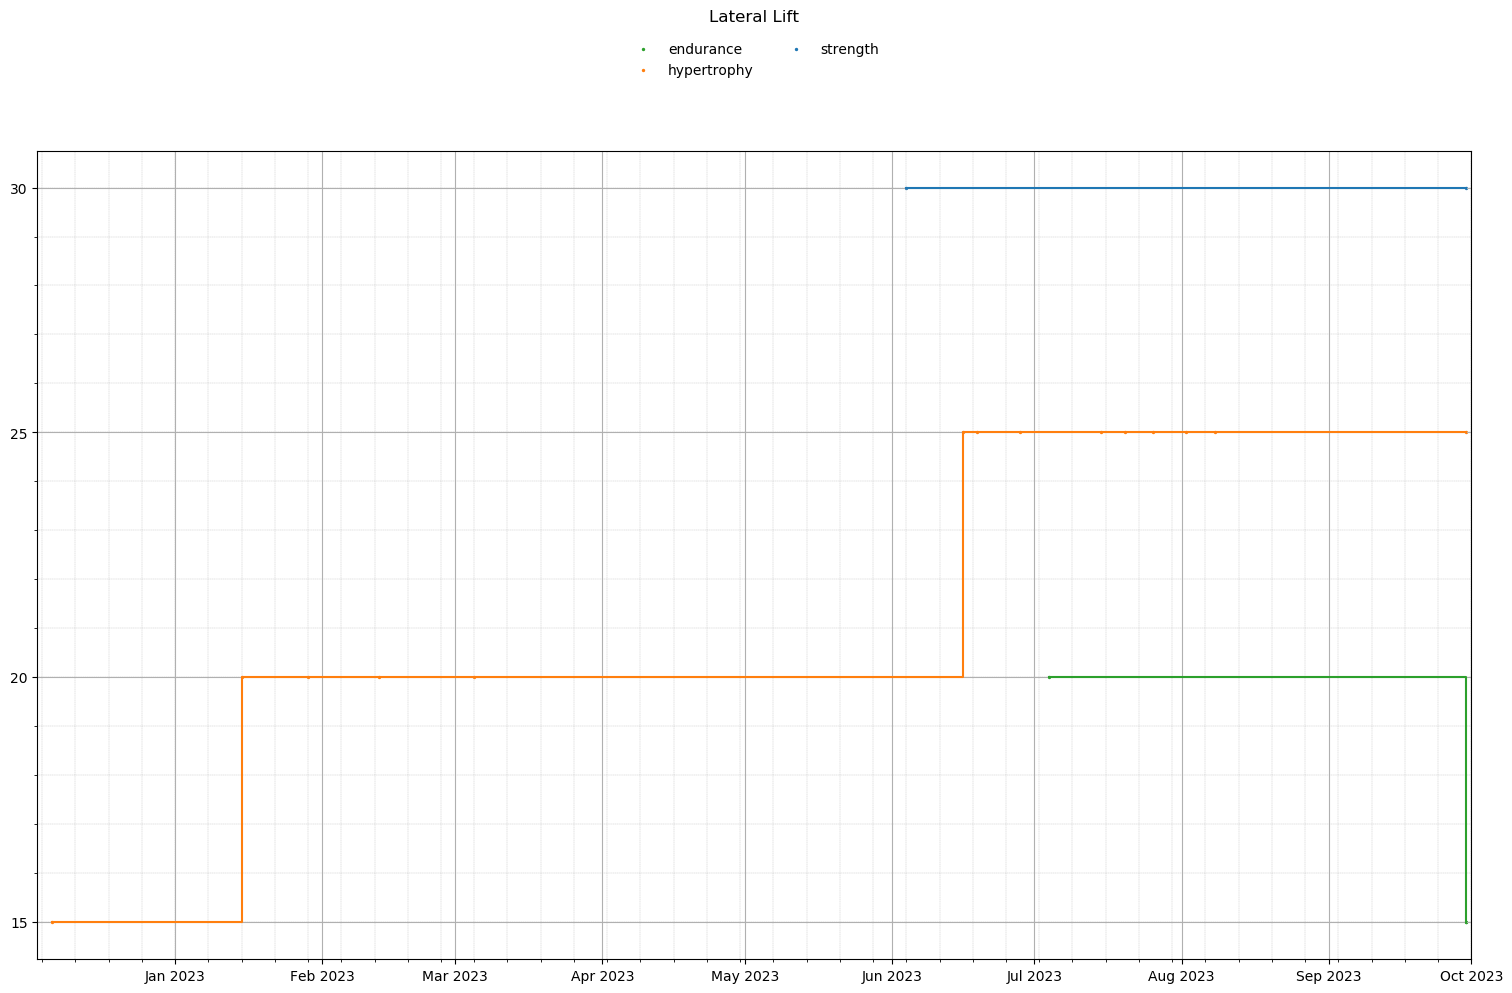 Lateral Lift
endurance
strength
hypertrophy
30
25
20
15
Jan 2023
Feb 2023
Mar 2023
Apr 2023
May 2023
Jun 2023
Jul 2023
Aug 2023
Sep 2023
Oct 2023